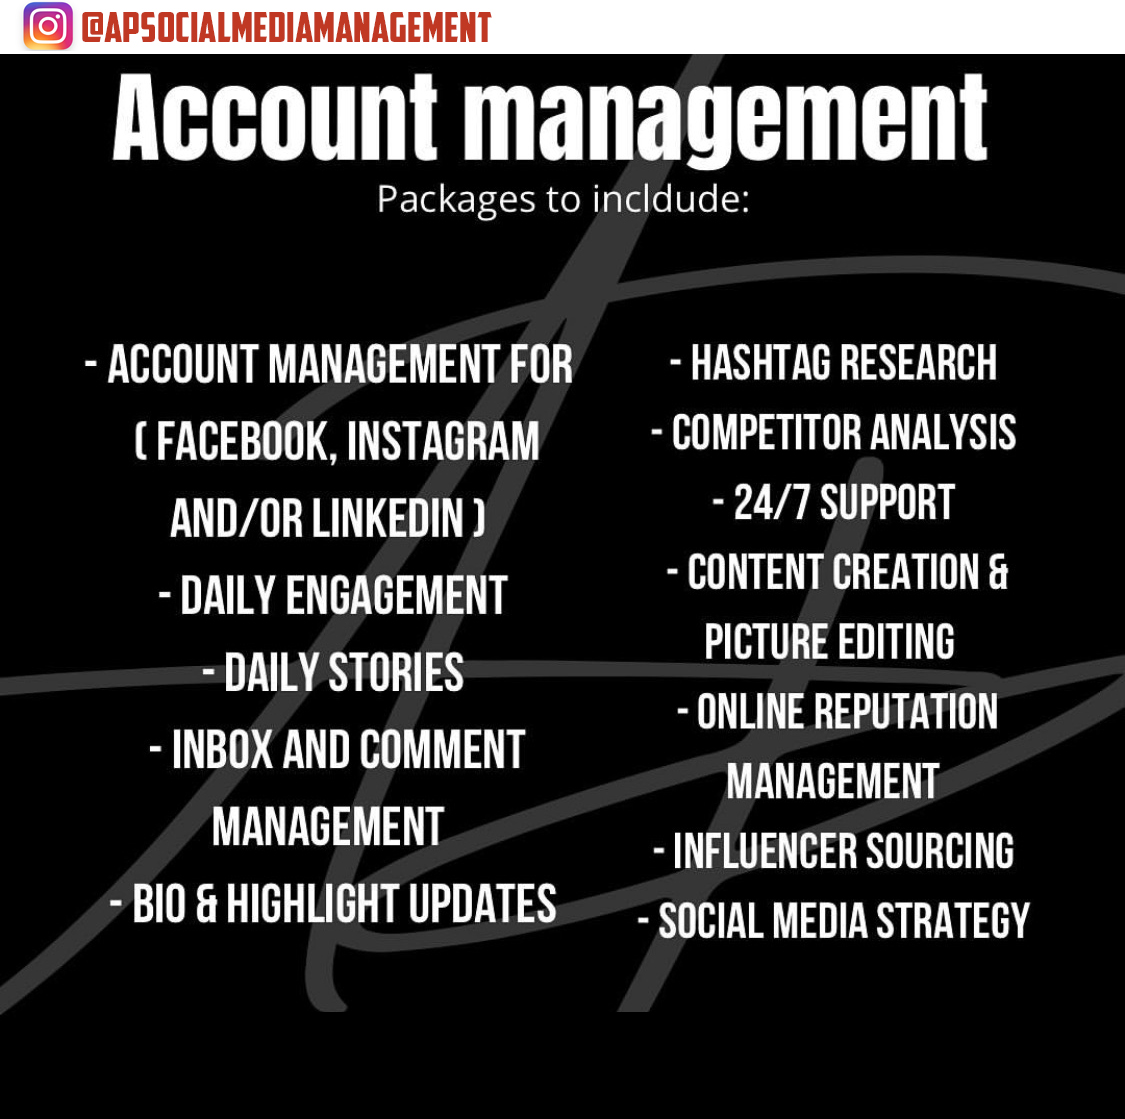 @APSOCIALMEDIAMANAGEMENT
Account management
Packages to incldude:
- ACCOUNT MANAGEMENT FOR
( FACEBOOK, INSTAGRAM
AND/OR LINKEDIN )
- DAILY ENGAGEMENT
- DAILY STORIES
- INBOX AND COMMENT
MANAGEMENT
- BIO & HIGHLIGHT UPDATES
- HASHTAG RESEARCH
- COMPETITOR ANALYSIS
- 24/7 SUPPORT
- CONTENT CREATION &
PICTURE EDITING
- ONLINE REPUTATION
MANAGEMENT
- INFLUENCER SOURCING
- SOCIAL MEDIA STRATEGY